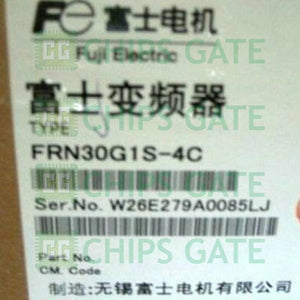 Fe 富士电机
Fuji Electric
富士变频器
TYPE
FRN30G1S-4C
Ser.No. W26E279A0085LJ
Part No.
CM. Code
制造:无锡富士电机有限公司
CHIPS GATE
CHIPS GATE
CHIPS GATE